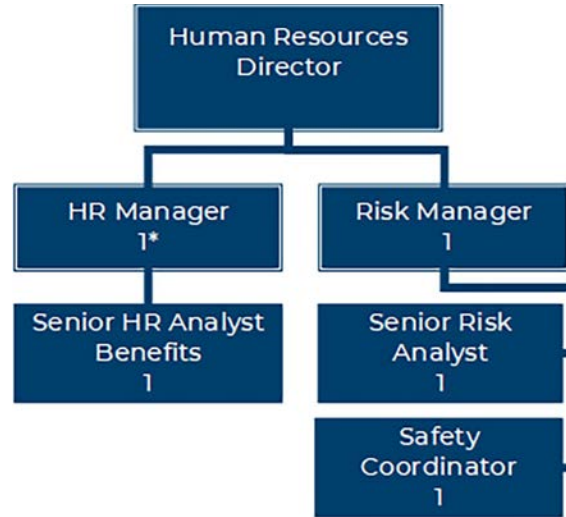 Human Resources
Director
HR Manager
1*
Risk Manager
1
Senior HR Analyst
Benefits
1
Senior Risk
Analyst
1
Safety
Coordinator
1